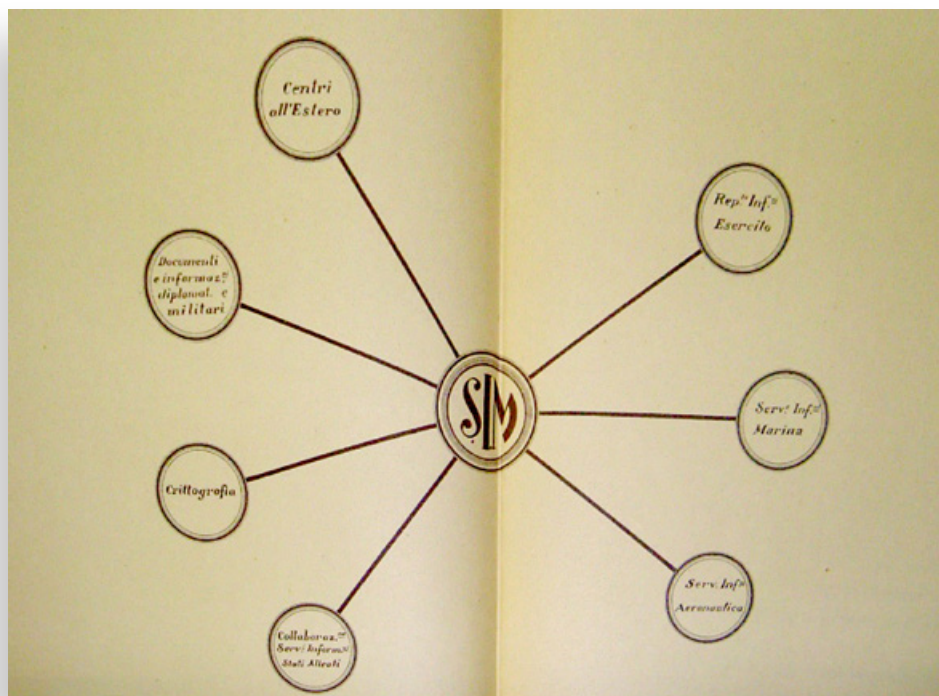 Centri
all'Estero
Rep.to Inf.ni
Esercito
Documenti
e informaz.ni
diplomat. e
militari
SIM
Serv. Inf.ni
Marina
Crittografia
Serv. Inf.ni
Aeronautica
Collaboraz.ne
Serv. Inform.ni
Stati Alleati